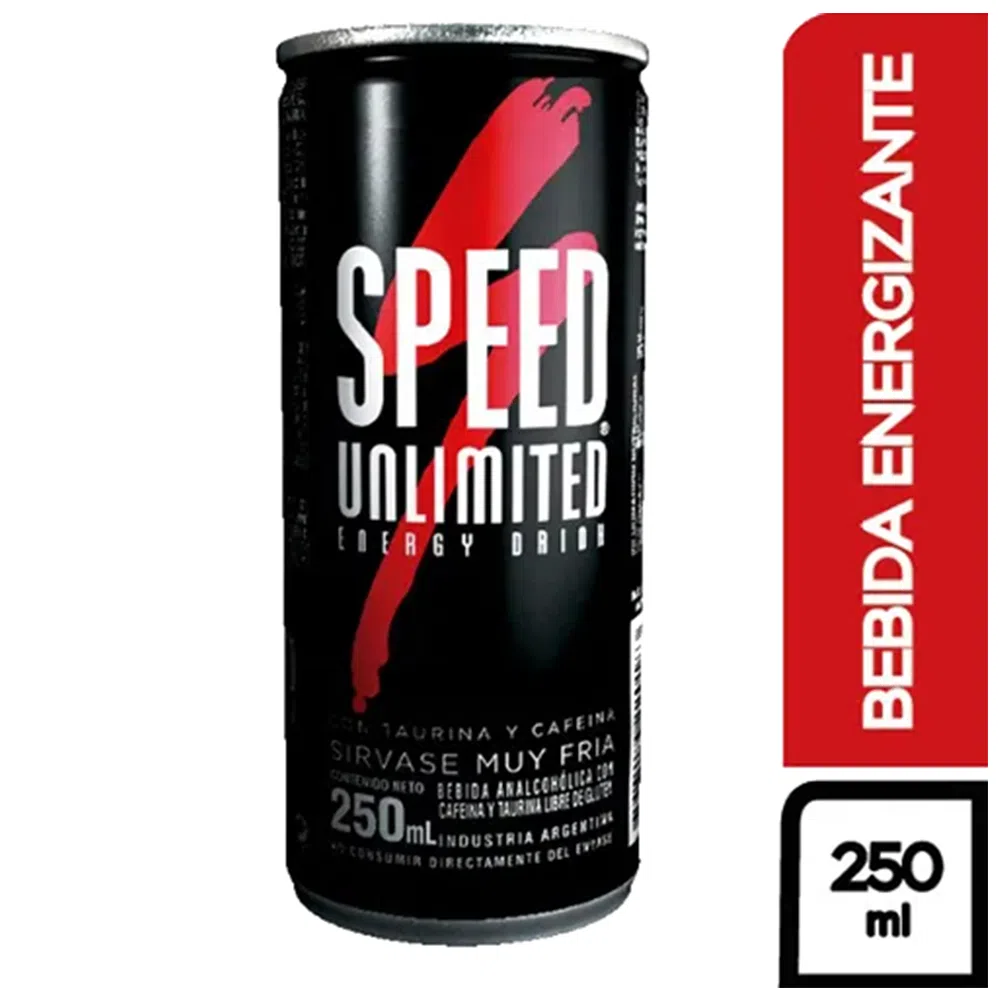 SPEED
UNLIMITED®
ENERGY DRINK
CON TAURINA Y CAFEINA
SIRVASE MUY FRIA
CONTENIDO NETO
250mL
BEBIDA ANALCOHÓLICA CON
CAFEINA Y TAURINA LIBRE DE GLUTEN
INDUSTRIA ARGENTINA
NO CONSUMIR DIRECTAMENTE DEL ENVASE
BEBIDA ENERGIZANTE
250
ml